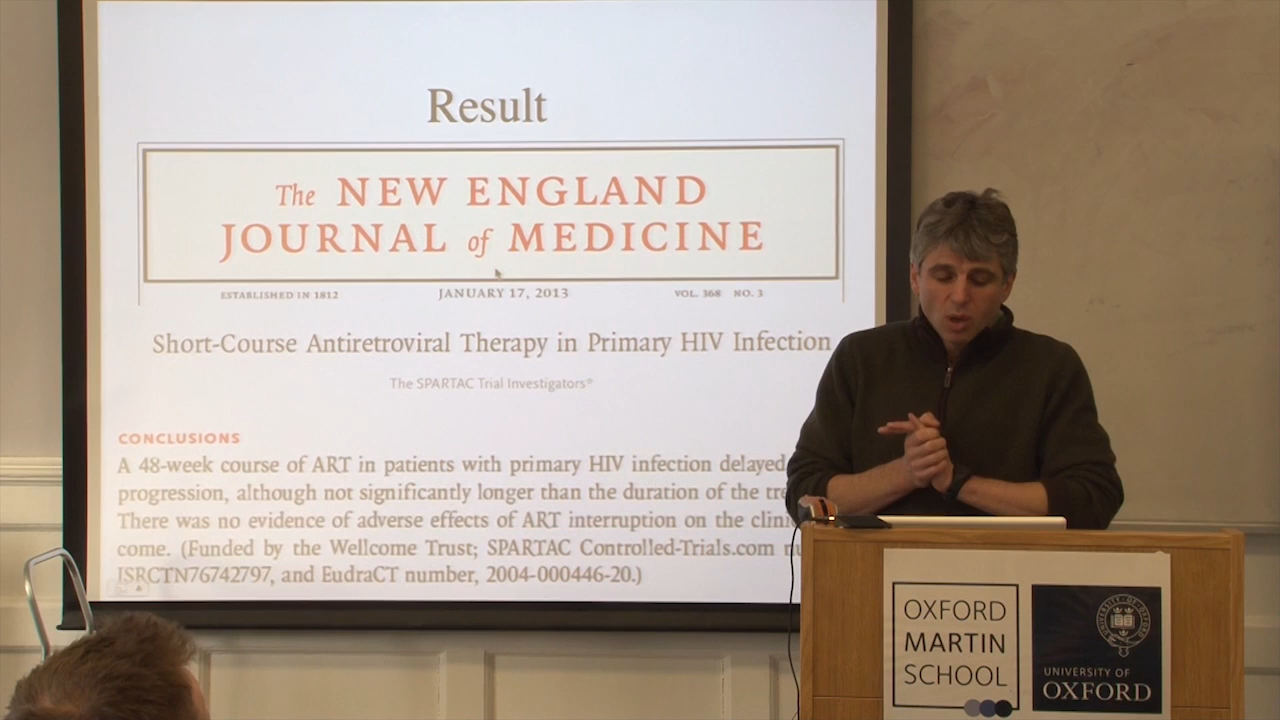 Result
The NEW ENGLAND
JOURNAL of MEDICINE
ESTABLISHED IN 1812
JANUARY 17, 2013
VOL. 368 NO. 3
Short-Course Antiretroviral Therapy in Primary HIV Infection
The SPARTAC Trial Investigators*
CONCLUSIONS
A 48-week course of ART in patients with primary HIV infection delayed
progression, although not significantly longer than the duration of the
There was no evidence of adverse effects of ART interruption on the
come. (Funded by the Wellcome Trust; SPARTAC Controlled-Trials.com
ISRCTN76742797, and EudraCT number, 2004-000446-20.)
OXFORD
MARTIN
SCHOOL
UNIVERSITY OF OXFORD
UNIVERSITY OF
OXFORD